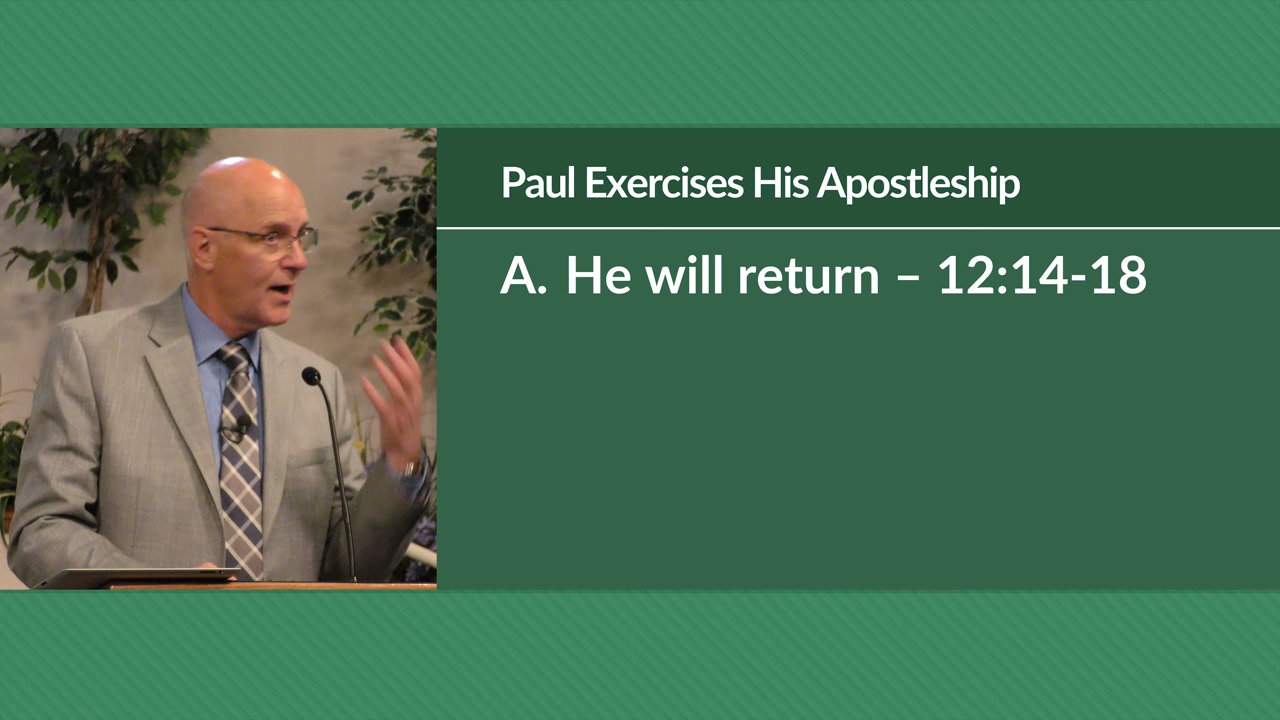 Paul Exercises His Apostleship
A. He will return – 12:14-18